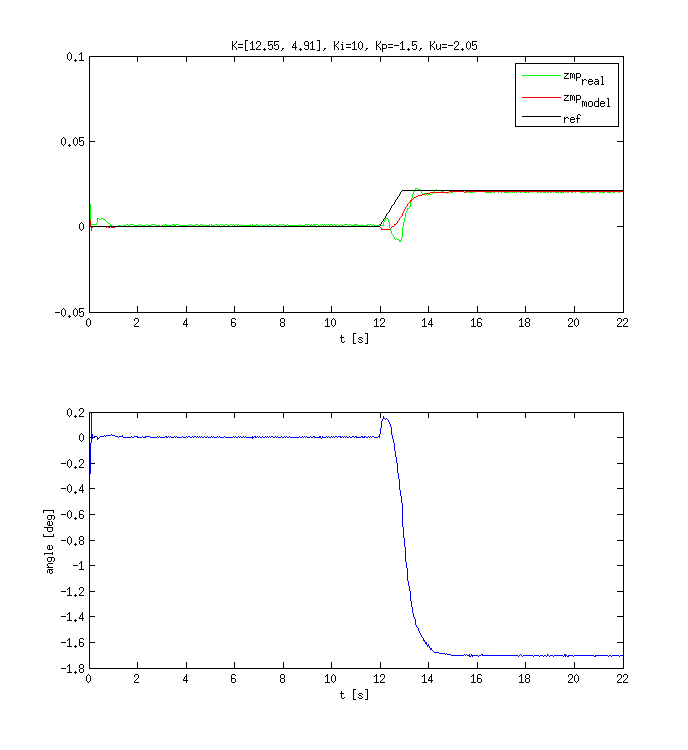 K=[12.55, 4.91], Ki=10, Kp=-1.5, Ku=-2.05
0.1
0.05
0
-0.05
zmp_real
zmp_model
ref
0 2 4 6 8 10 12 14 16 18 20 22
t [s]
0.2
0
-0.2
-0.4
-0.6
-0.8
-1
-1.2
-1.4
-1.6
-1.8
angle [deg]
0 2 4 6 8 10 12 14 16 18 20 22
t [s]